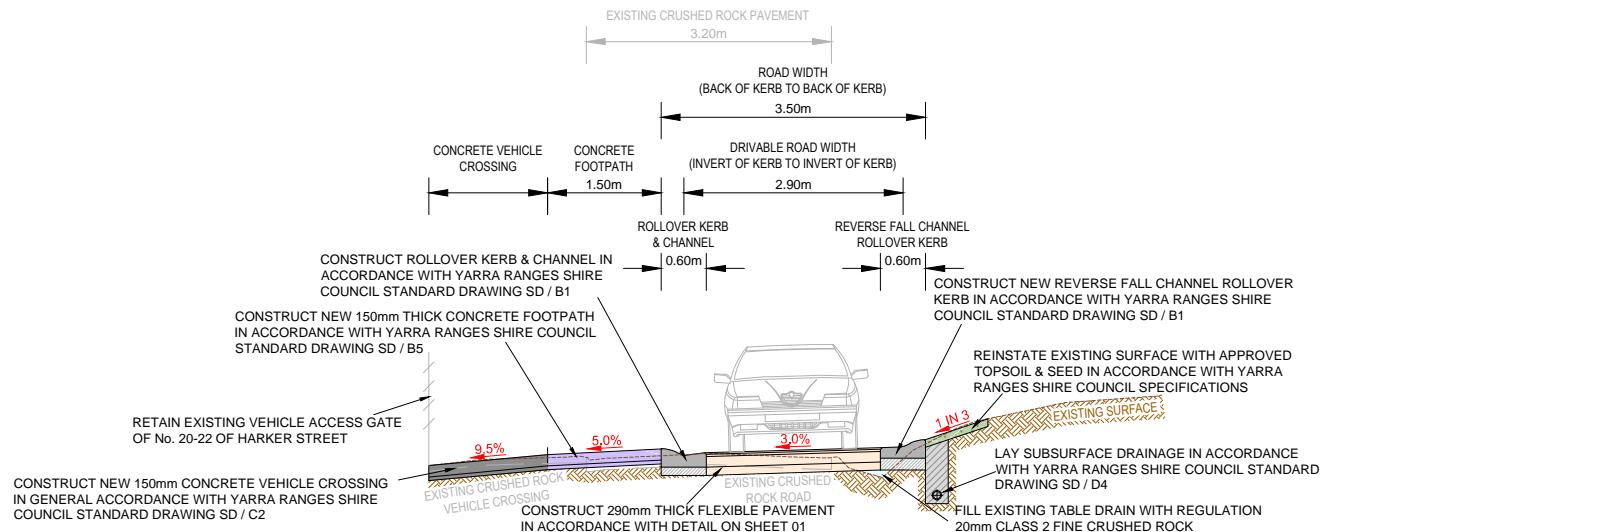 EXISTING CRUSHED ROCK PAVEMENT
3.20m
ROAD WIDTH
(BACK OF KERB TO BACK OF KERB)
3.50m
CONCRETE VEHICLE
CROSSING
CONCRETE
FOOTPATH
1.50m
DRIVABLE ROAD WIDTH
(INVERT OF KERB TO INVERT OF KERB)
2.90m
ROLLOVER KERB
& CHANNEL
0.60m
REVERSE FALL CHANNEL
ROLLOVER KERB
0.60m
CONSTRUCT ROLLOVER KERB & CHANNEL IN
ACCORDANCE WITH YARRA RANGES SHIRE
COUNCIL STANDARD DRAWING SD / B1
CONSTRUCT NEW REVERSE FALL CHANNEL ROLLOVER
KERB IN ACCORDANCE WITH YARRA RANGES SHIRE
COUNCIL STANDARD DRAWING SD / B1
CONSTRUCT NEW 150mm THICK CONCRETE FOOTPATH
IN ACCORDANCE WITH YARRA RANGES SHIRE COUNCIL
STANDARD DRAWING SD / B5
REINSTATE EXISTING SURFACE WITH APPROVED
TOPSOIL & SEED IN ACCORDANCE WITH YARRA
RANGES SHIRE COUNCIL SPECIFICATIONS
RETAIN EXISTING VEHICLE ACCESS GATE
OF No. 20-22 OF HARKER STREET
9.5%
5.0%
3.0%
1 IN 3
EXISTING SURFACE
LAY SUBSURFACE DRAINAGE IN ACCORDANCE
WITH YARRA RANGES SHIRE COUNCIL STANDARD
DRAWING SD / D4
CONSTRUCT NEW 150mm CONCRETE VEHICLE CROSSING
IN GENERAL ACCORDANCE WITH YARRA RANGES SHIRE
COUNCIL STANDARD DRAWING SD / C2
EXISTING CRUSHED ROCK
VEHICLE CROSSING
EXISTING CRUSHED
ROCK ROAD
CONSTRUCT 290mm THICK FLEXIBLE PAVEMENT
IN ACCORDANCE WITH DETAIL ON SHEET 01
FILL EXISTING TABLE DRAIN WITH REGULATION
20mm CLASS 2 FINE CRUSHED ROCK